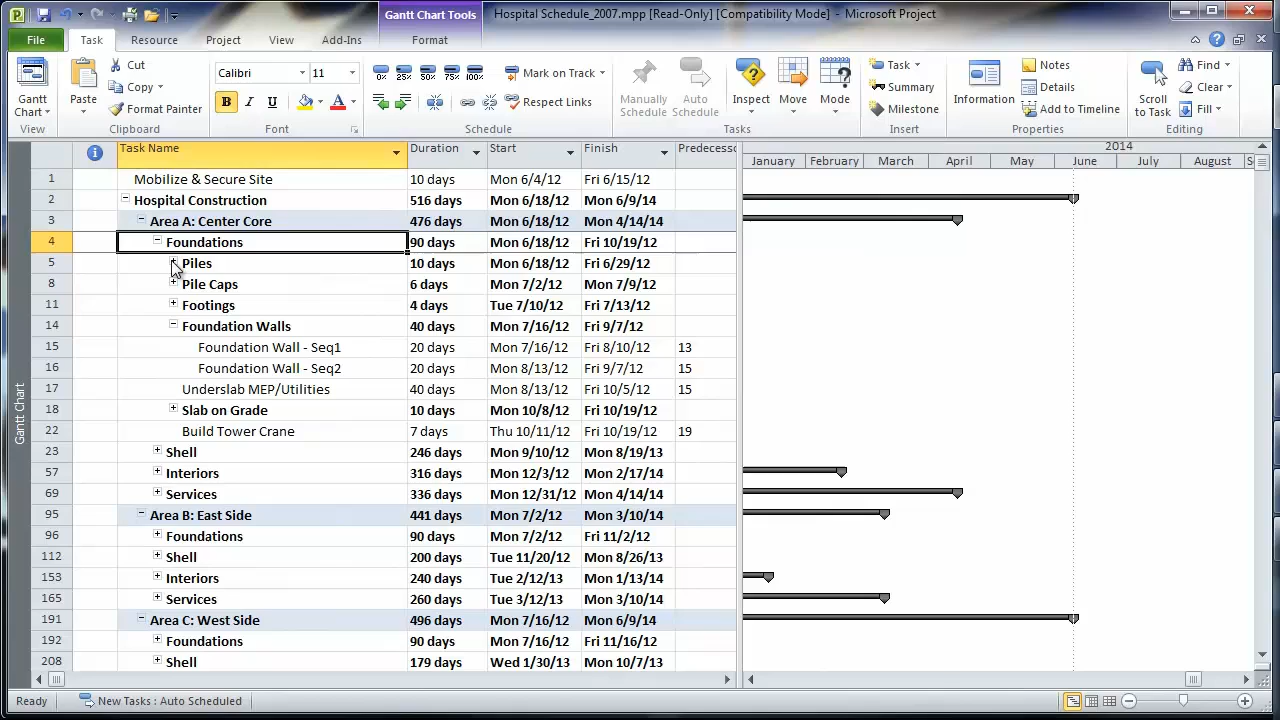 Gantt Chart Tools
Hospital Schedule_2007.mpp [Read-Only] [Compatibility Mode] - Microsoft Project
File Task Resource Project View Add-Ins Format
Gantt Chart
View
Paste
Cut
Copy
Format Painter
Clipboard
Calibri 11
B I U A
Font
0% 25% 50% 75% 100%
Mark on Track
Respect Links
Schedule
Manually Schedule
Auto Schedule
Inspect
Move
Mode
Tasks
Task
Summary
Milestone
Insert
Information
Notes
Details
Add to Timeline
Properties
Scroll to Task
Find
Clear
Fill
Editing
Task Name Duration Start Finish Predecesso
2014
January February March April May June July August S
1 Mobilize & Secure Site 10 days Mon 6/4/12 Fri 6/15/12
2 Hospital Construction 516 days Mon 6/18/12 Mon 6/9/14
3 Area A: Center Core 476 days Mon 6/18/12 Mon 4/14/14
4 Foundations 90 days Mon 6/18/12 Fri 10/19/12
5 Piles 10 days Mon 6/18/12 Fri 6/29/12
8 Pile Caps 6 days Mon 7/2/12 Mon 7/9/12
11 Footings 4 days Tue 7/10/12 Fri 7/13/12
14 Foundation Walls 40 days Mon 7/16/12 Fri 9/7/12
15 Foundation Wall - Seq1 20 days Mon 7/16/12 Fri 8/10/12 13
16 Foundation Wall - Seq2 20 days Mon 8/13/12 Fri 9/7/12 15
17 Underslab MEP/Utilities 40 days Mon 8/13/12 Fri 10/5/12 15
18 Slab on Grade 10 days Mon 10/8/12 Fri 10/19/12
22 Build Tower Crane 7 days Thu 10/11/12 Fri 10/19/12 19
23 Shell 246 days Mon 9/10/12 Mon 8/19/13
57 Interiors 316 days Mon 12/3/12 Mon 2/17/14
69 Services 336 days Mon 12/31/12 Mon 4/14/14
95 Area B: East Side 441 days Mon 7/2/12 Mon 3/10/14
96 Foundations 90 days Mon 7/2/12 Fri 11/2/12
112 Shell 200 days Tue 11/20/12 Mon 8/26/13
153 Interiors 240 days Tue 2/12/13 Mon 1/13/14
165 Services 260 days Tue 3/12/13 Mon 3/10/14
191 Area C: West Side 496 days Mon 7/16/12 Mon 6/9/14
192 Foundations 90 days Mon 7/16/12 Fri 11/16/12
208 Shell 179 days Wed 1/30/13 Mon 10/7/13
Gantt Chart
Ready New Tasks : Auto Scheduled